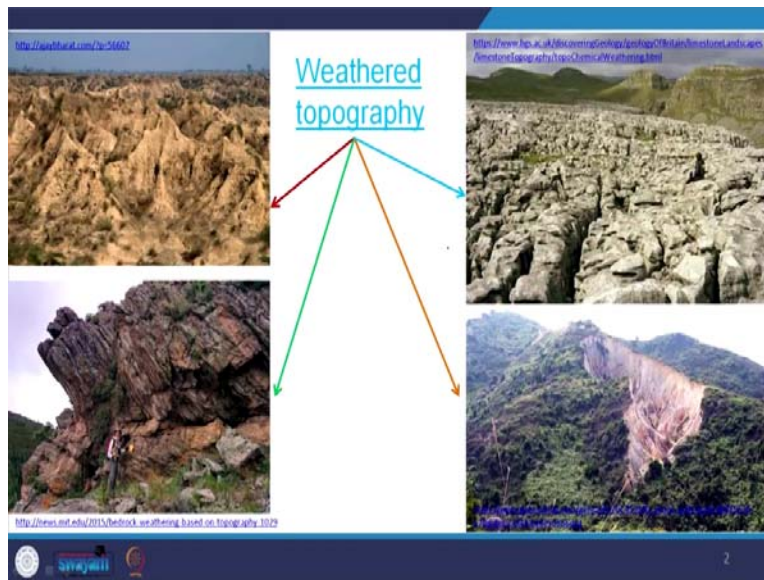 http://ajaybharat.com/?p=56607
Weathered
topography
https://www.bgs.ac.uk/discoveringGeology/geologyOfBritain/limestoneLandscapes
/limestoneTopography/topoChemicalWeathering.html
http://news.mit.edu/2015/bedrock-weathering-based-on-topography-1029
swayam
2